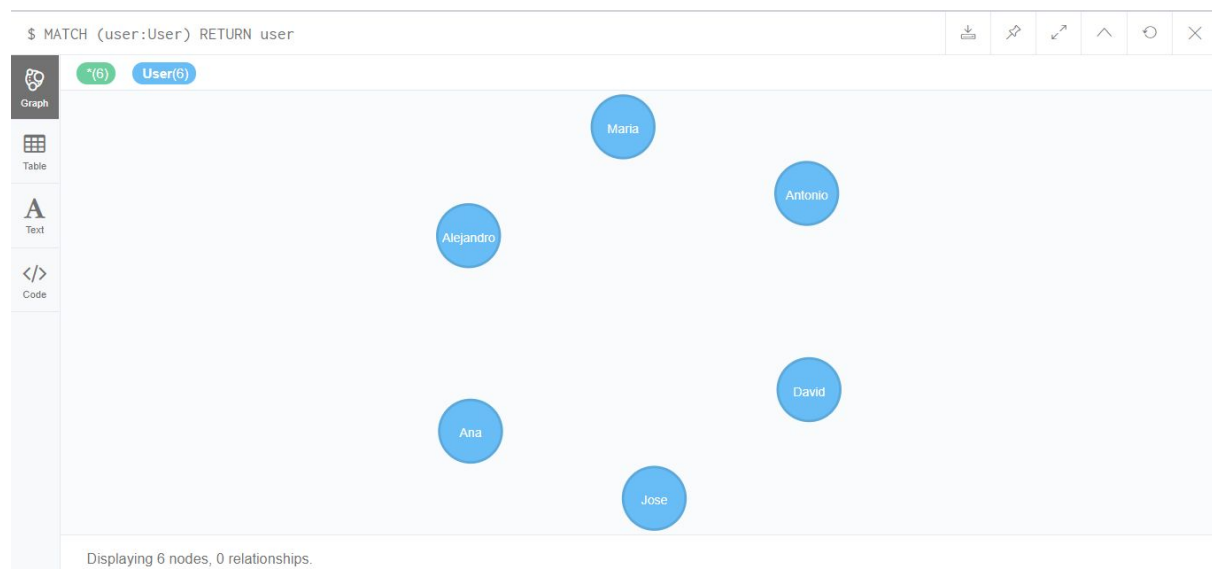 $ MATCH (user:User) RETURN user
*(6) User(6)
Graph
Table
A
Text
</>
Code
Maria
Antonio
Alejandro
David
Ana
Jose
Displaying 6 nodes, 0 relationships.